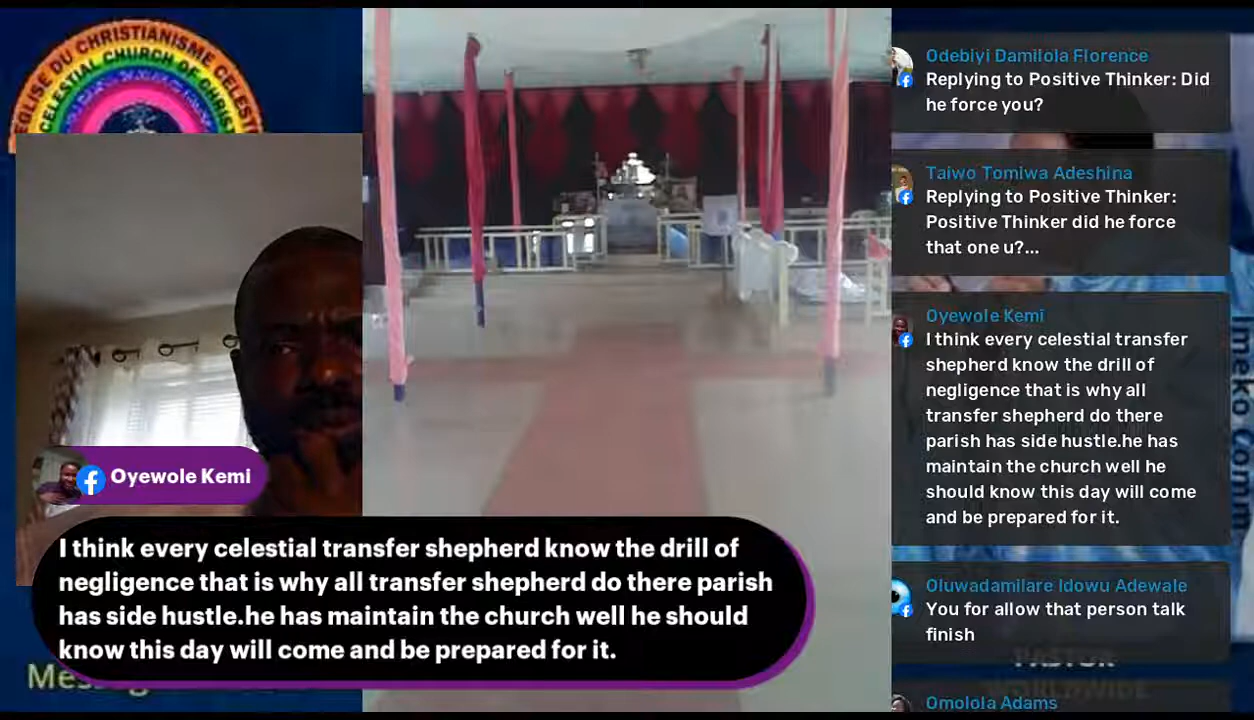 EGLISE DU CHRISTIANISME CELESTE
CELESTIAL CHURCH OF CHRIST
Oyewole Kemi
I think every celestial transfer shepherd know the drill of
negligence that is why all transfer shepherd do there parish
has side hustle.he has maintain the church well he should
know this day will come and be prepared for it.
Odebiyi Damilola Florence
Replying to Positive Thinker: Did
he force you?
Taiwo Tomiwa Adeshina
Replying to Positive Thinker:
Positive Thinker did he force
that one u?...
Oyewole Kemi
I think every celestial transfer
shepherd know the drill of
negligence that is why all
transfer shepherd do there
parish has side hustle.he has
maintain the church well he
should know this day will come
and be prepared for it.
Oluwadamilare Idowu Adewale
You for allow that person talk
finish
Omolola Adams
Imeko comm
PASTOR
WORLDWIDE